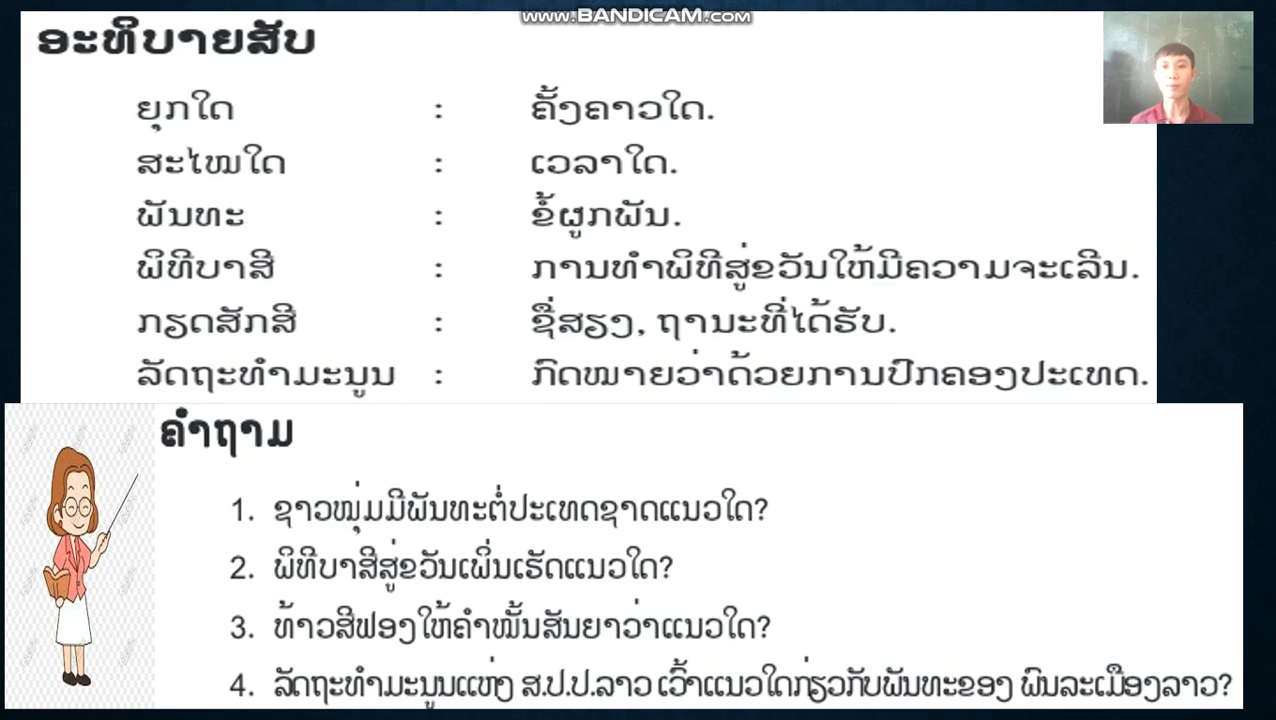 www.BANDICAM.com
ອະທິບາຍສັບ
ຍຸກໃດ : ຄັ້ງຄາວໃດ.
ສະໄໝໃດ : ເວລາໃດ.
ພັນທະ : ຂໍ້ຜູກພັນ.
ພິທີບາສີ : ການທຳພິທີສູ່ຂວັນໃຫ້ມີຄວາມຈະເລີນ.
ກຽດສັກສີ : ຊື່ສຽງ, ຖານະທີ່ໄດ້ຮັບ.
ລັດຖະທຳມະນູນ : ກົດໝາຍວ່າດ້ວຍການປົກຄອງປະເທດ.
ຄຳຖາມ
1. ຊາວໜຸ່ມມີພັນທະຕໍ່ປະເທດຊາດແນວໃດ?
2. ພິທີບາສີສູ່ຂວັນເພິ່ນເຮັດແນວໃດ?
3. ທ້າວສີຟອງໃຫ້ຄຳໝັ້ນສັນຍາວ່າແນວໃດ?
4. ລັດຖະທຳມະນູນແຫ່ງ ສ.ປ.ປ.ລາວ ເວົ້າແນວໃດກ່ຽວກັບພັນທະຂອງ ພົນລະເມືອງລາວ?